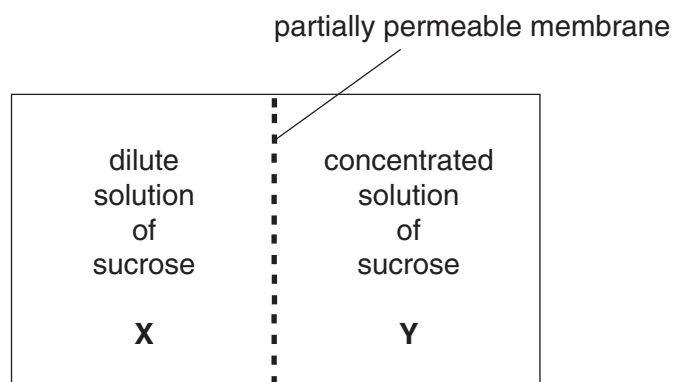 partially permeable membrane
dilute
solution
of
sucrose
X
concentrated
solution
of
sucrose
Y